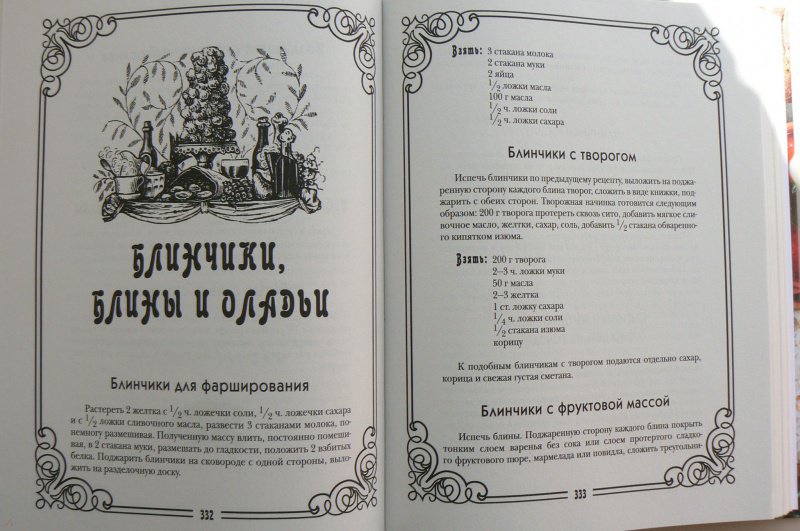 БЛИНЧИКИ,
БЛИНЫ И ОЛАДЬИ
Блинчики для фарширования
Растереть 2 желтка с 1/2 ч. ложечки соли, 1/2 ч. ложечки сахара
и с 1/2 ложки сливочного масла, развести 3 стаканами молока, по-
немногу размешивая. Полученную массу влить, постоянно помеши-
вая, в 2 стакана муки, размешать до гладкости, положить 2 взбитых
белка. Поджарить блинчики на сковороде с одной стороны, выло-
жить на разделочную доску.
332
Взять: 3 стакана молока
2 стакана муки
2 яйца
1/2 ложки масла
100 г масла
1/2 ч. ложки соли
1/2 ч. ложки сахара
Блинчики с творогом
Испечь блинчики по предыдущему рецепту, выложить на поджа-
ренную сторону каждого блина творог, сложить в виде книжки, под-
жарить с обеих сторон. Творожная начинка готовится следующим
образом: 200 г творога протереть сквозь сито, добавить мягкое сли-
вочное масло, желтки, сахар, соль, добавить 1/2 стакана обваренно-
го кипятком изюма.
Взять: 200 г творога
2–3 ч. ложки муки
50 г масла
2–3 желтка
1 ст. ложку сахара
1/4 ч. ложки соли
1/2 стакана изюма
корицу
К подобным блинчикам с творогом подаются отдельно сахар,
корица и свежая густая сметана.
Блинчики с фруктовой массой
Испечь блины. Поджаренную сторону каждого блина покрыть
тонким слоем варенья без сока или слоем протертого сладко-
го фруктового пюре, мармелада или повидла, сложить треугольни-
333